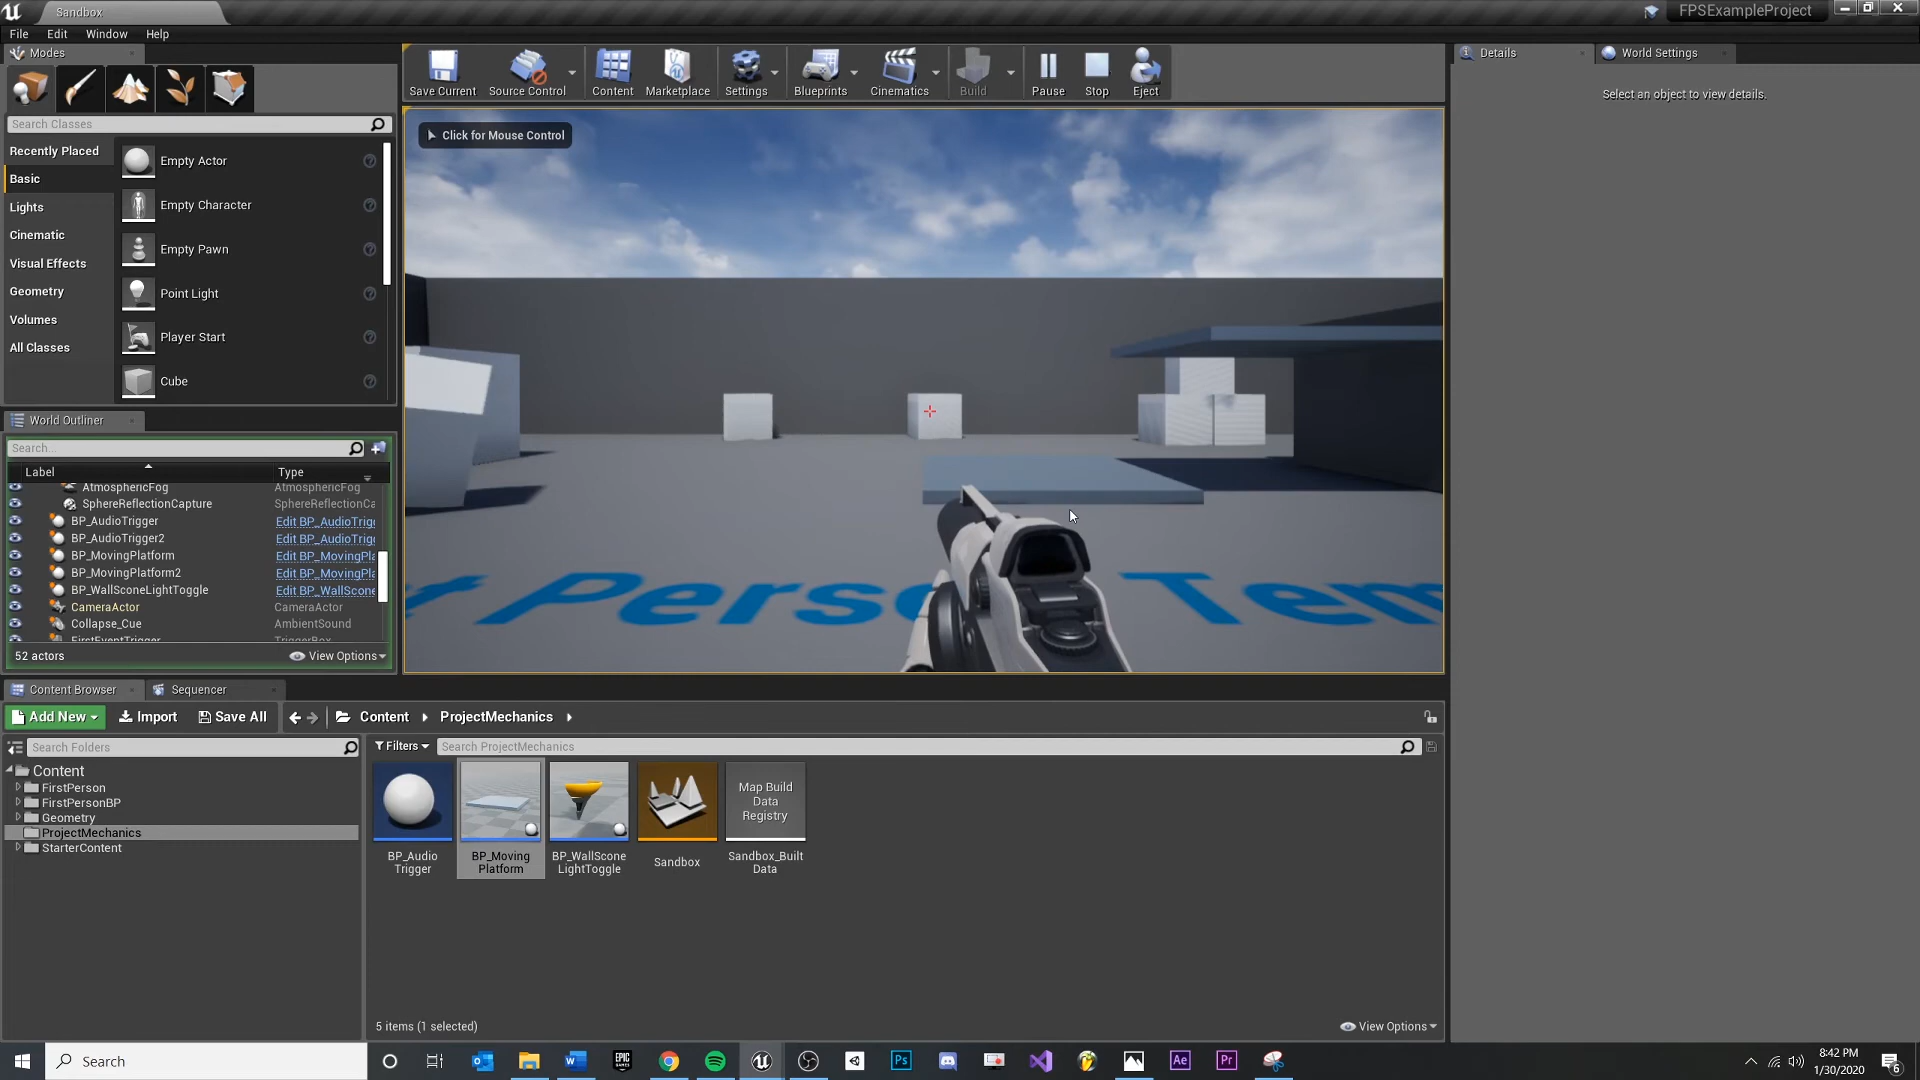 Sandbox
FPSExampleProject
File Edit Window Help
Modes
Save Current
Source Control
Content
Marketplace
Settings
Blueprints
Cinematics
Build
Pause
Stop
Eject
Details
World Settings
Select an object to view details.
Search Classes
Recently Placed
Basic
Lights
Cinematic
Visual Effects
Geometry
Volumes
All Classes
Empty Actor
Empty Character
Empty Pawn
Point Light
Player Start
Cube
Click for Mouse Control
World Outliner
Search...
Label Type
AtmosphericFog AtmosphericFog
SphereReflectionCapture SphereReflectionCa
BP_AudioTrigger Edit BP_AudioTrig
BP_AudioTrigger2 Edit BP_AudioTrig
BP_MovingPlatform Edit BP_MovingPla
BP_MovingPlatform2 Edit BP_MovingPla
BP_WallSconeLightToggle Edit BP_WallScone
CameraActor CameraActor
Collapse_Cue AmbientSound
FirstEventTrigger TriggerBox
52 actors
View Options
Content Browser
Sequencer
Add New
Import
Save All
Content
ProjectMechanics
Search Folders
Filters
Search ProjectMechanics
Content
FirstPerson
FirstPersonBP
Geometry
ProjectMechanics
StarterContent
BP_Audio
Trigger
BP_Moving
Platform
BP_WallScone
LightToggle
Sandbox
Map Build
Data
Registry
Sandbox_Built
Data
5 items (1 selected)
View Options
Search
EPIC
GAMES
Ps
Ae
Pr
8:42 PM
1/30/2020
6